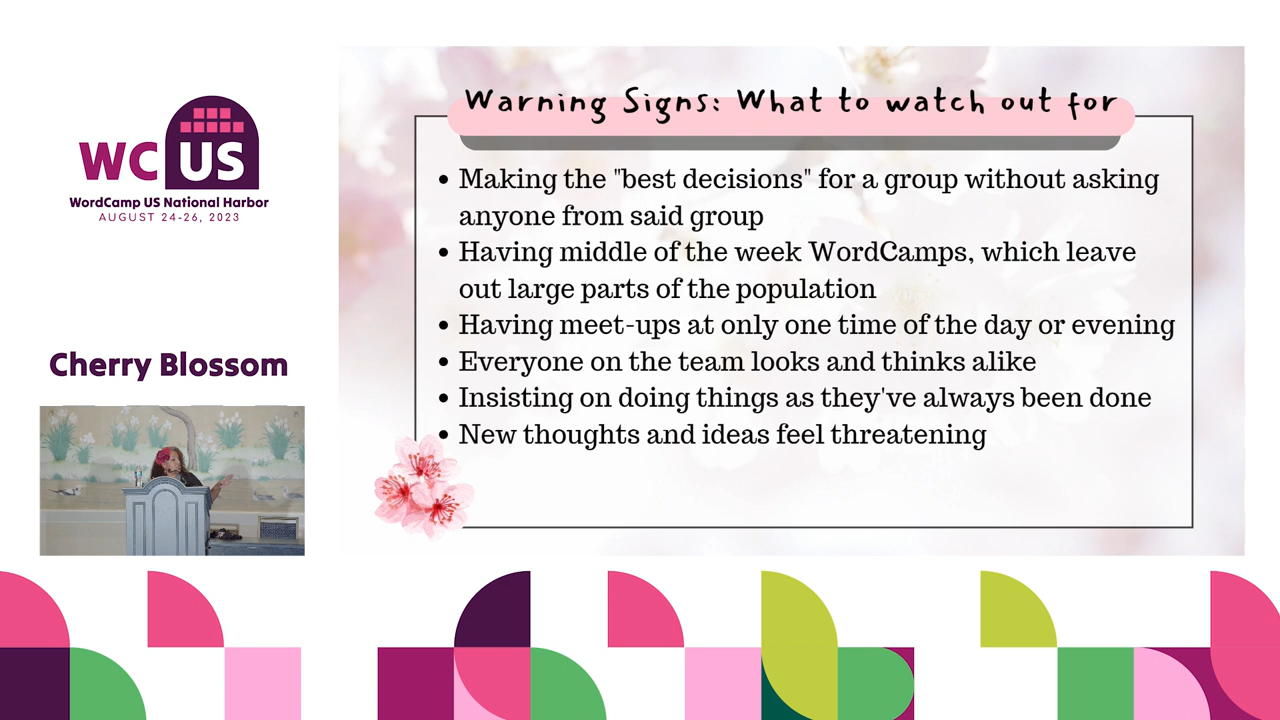 WC US
WordCamp US National Harbor
AUGUST 24-26, 2023
Cherry Blossom
Warning Signs: What to watch out for
• Making the "best decisions" for a group without asking
anyone from said group
• Having middle of the week WordCamps, which leave
out large parts of the population
• Having meet-ups at only one time of the day or evening
• Everyone on the team looks and thinks alike
• Insisting on doing things as they've always been done
• New thoughts and ideas feel threatening